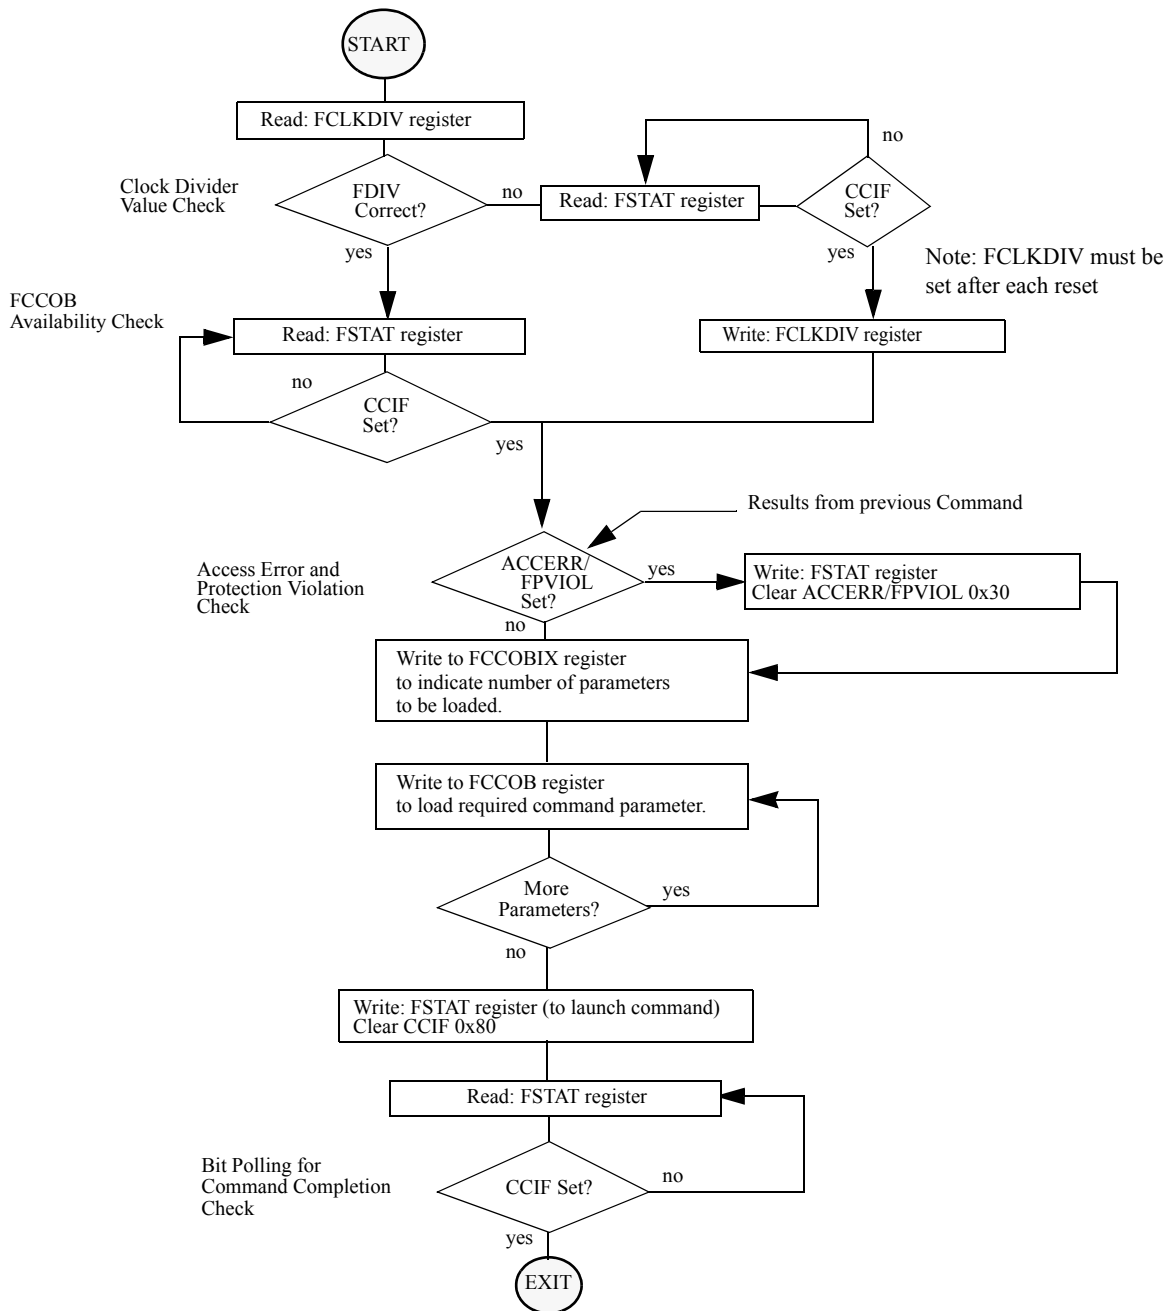 START
Read: FCLKDIV register
no
Clock Divider
Value Check
FDIV
Correct?
no
Read: FSTAT register
CCIF
Set?
yes
yes
Note: FCLKDIV must be
set after each reset
FCCOB
Availability Check
Read: FSTAT register
Write: FCLKDIV register
no
CCIF
Set?
yes
Results from previous Command
Access Error and
Protection Violation
Check
ACCERR/
FPVIOL
Set?
yes
Write: FSTAT register
Clear ACCERR/FPVIOL 0x30
no
Write to FCCOBIX register
to indicate number of parameters
to be loaded.
Write to FCCOB register
to load required command parameter.
More
Parameters?
yes
no
Write: FSTAT register (to launch command)
Clear CCIF 0x80
Read: FSTAT register
Bit Polling for
Command Completion
Check
CCIF Set?
no
yes
EXIT